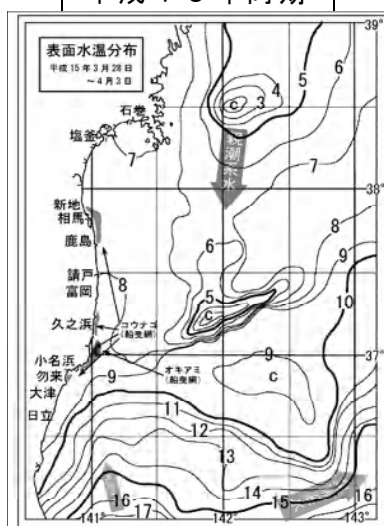 平成15年同期
表面水温分布
平成15年3月28日
～4月3日
39°
石巻
塩釜
5
6
4
3
C
7
7
親潮系水
38°
新地
相馬
鹿島
6
8
請戸
富岡
8
9
5
10
C
久之浜
コウナゴ
(船曳網)
小名浜
勿来
大津
日立
9
オキアミ
(船曳網)
9
C
37°
11
12
13
14
15
16
16
17
141°
142°
143°